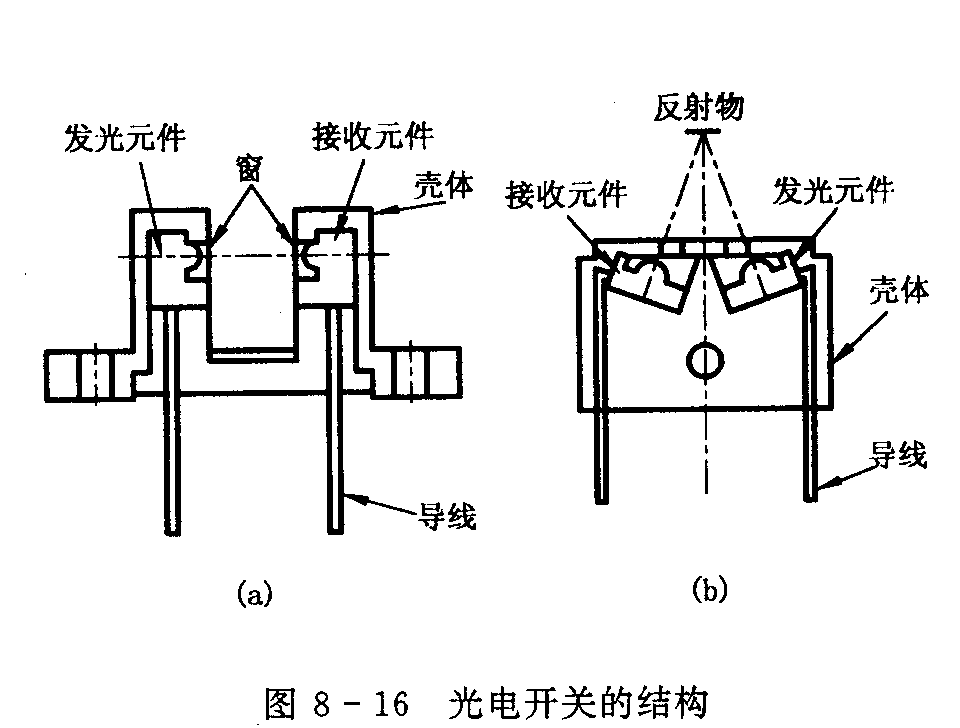 发光元件
接收元件
窗
壳体
导线
(a)
反射物
接收元件
发光元件
壳体
导线
(b)
图 8-16 光电开关的结构